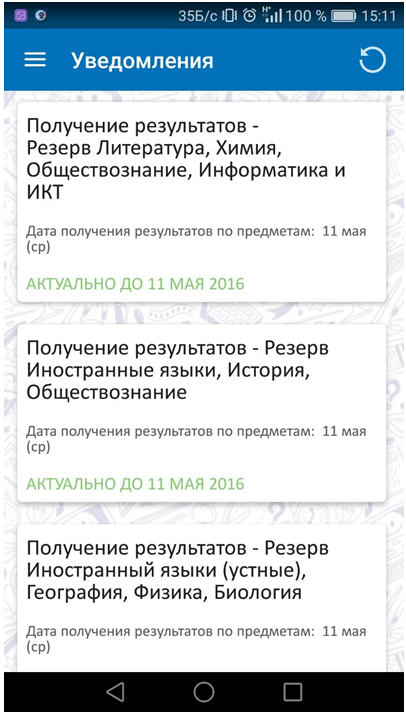 35Б/с H+ 100 % 15:11
Уведомления
Получение результатов -
Резерв Литература, Химия,
Обществознание, Информатика и
ИКТ
Дата получения результатов по предметам: 11 мая
(ср)
АКТУАЛЬНО ДО 11 МАЯ 2016
Получение результатов - Резерв
Иностранные языки, История,
Обществознание
Дата получения результатов по предметам: 11 мая
(ср)
АКТУАЛЬНО ДО 11 МАЯ 2016
Получение результатов - Резерв
Иностранный языки (устные),
География, Физика, Биология
Дата получения результатов по предметам: 11 мая
(ср)